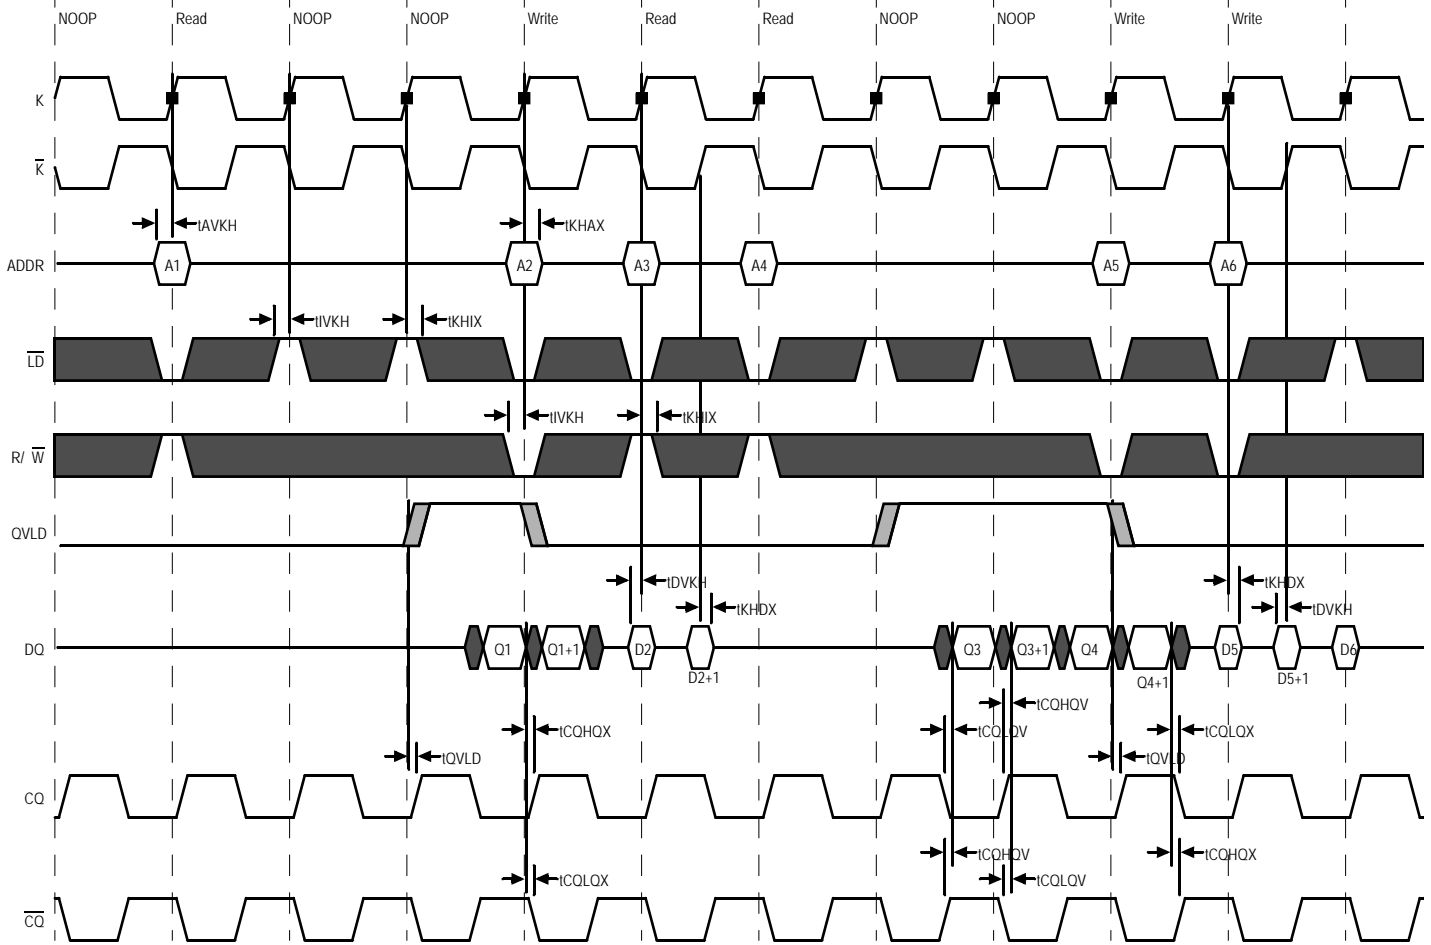 NOOP Read NOOP NOOP Write Read Read NOOP NOOP Write Write
K
K̅
tAVKH tKHAX
ADDR A1 A2 A3 A4 A5 A6
tIVKH tKHIX
L̅D̅
tIVKH tKHIX
R/ W̅
QVLD
tDVKH tKHDX
tKHDX tDVKH
DQ Q1 Q1+1 D2 Q3 Q3+1 Q4 D5 D6
D2+1 Q4+1 D5+1
tCQHQV
tCQHQX tCQLQV tCQLQX
tQVLD tQVLD
CQ
tCQHQV tCQHQX
tCQLQX tCQLQV
C̅Q̅